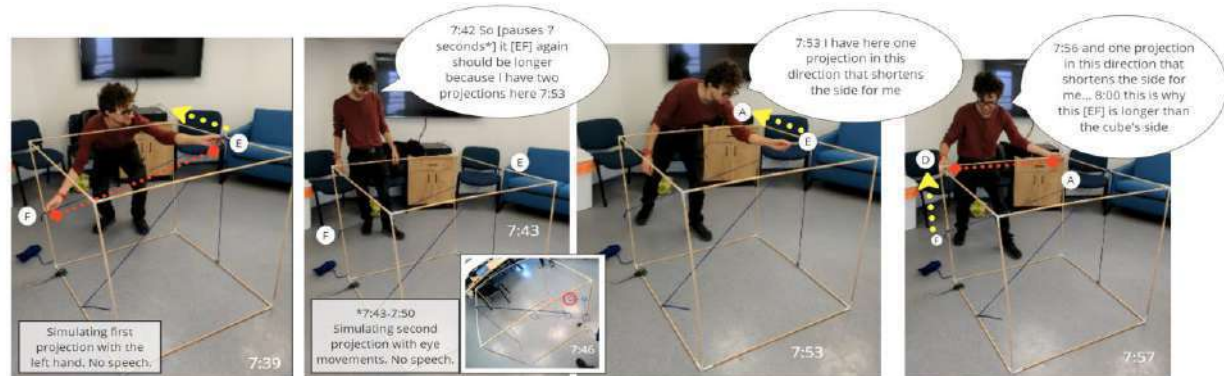 7:42 So [pauses 7
seconds*] it [EF] again
should be longer
because I have two
projections here 7:53
7:53 I have here one
projection in this
direction that shortens
the side for me
7:56 and one projection
in this direction that
shortens the side for
me... 8:00 this is why
this [EF] is longer than
the cube's side
E
F
Simulating first
projection with the
left hand. No speech.
7:39
E
F
7:43
*7:43-7:50
Simulating second
projection with eye
movements. No speech.
7:46
A
E
7:53
D
A
F
7:57